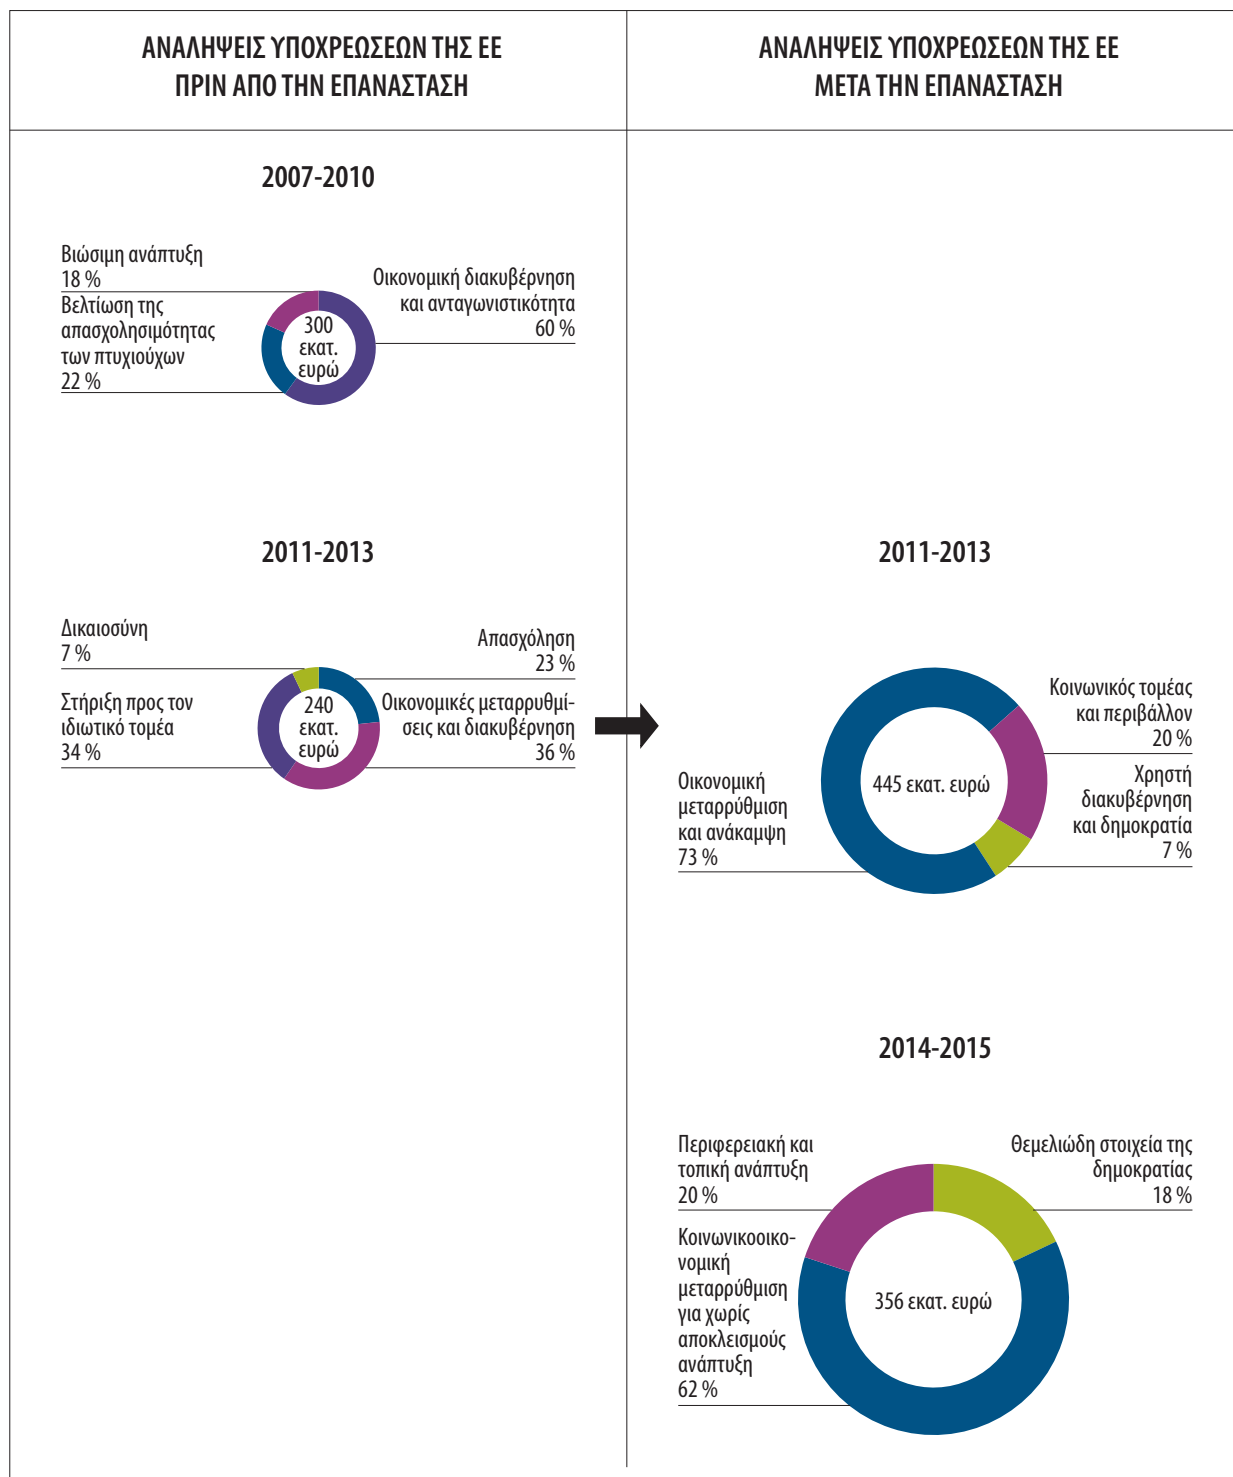 ΑΝΑΛΗΨΕΙΣ ΥΠΟΧΡΕΩΣΕΩΝ ΤΗΣ ΕΕ
ΠΡΙΝ ΑΠΟ ΤΗΝ ΕΠΑΝΑΣΤΑΣΗ
ΑΝΑΛΗΨΕΙΣ ΥΠΟΧΡΕΩΣΕΩΝ ΤΗΣ ΕΕ
ΜΕΤΑ ΤΗΝ ΕΠΑΝΑΣΤΑΣΗ
2007-2010
Βιώσιμη ανάπτυξη
18 %
Βελτίωση της
απασχολησιμότητας
των πτυχιούχων
22 %
300
εκατ.
ευρώ
Οικονομική διακυβέρνηση
και ανταγωνιστικότητα
60 %
2011-2013
Δικαιοσύνη
7 %
Στήριξη προς τον
ιδιωτικό τομέα
34 %
240
εκατ.
ευρώ
Απασχόληση
23 %
Οικονομικές μεταρρυθμί-
σεις και διακυβέρνηση
36 %
2011-2013
Οικονομική
μεταρρύθμιση
και ανάκαμψη
73 %
445 εκατ. ευρώ
Κοινωνικός τομέας
και περιβάλλον
20 %
Χρηστή
διακυβέρνηση
και δημοκρατία
7 %
2014-2015
Περιφερειακή και
τοπική ανάπτυξη
20 %
Κοινωνικοοικο-
νομική
μεταρρύθμιση
για χωρίς
αποκλεισμούς
ανάπτυξη
62 %
356 εκατ. ευρώ
Θεμελιώδη στοιχεία της
δημοκρατίας
18 %